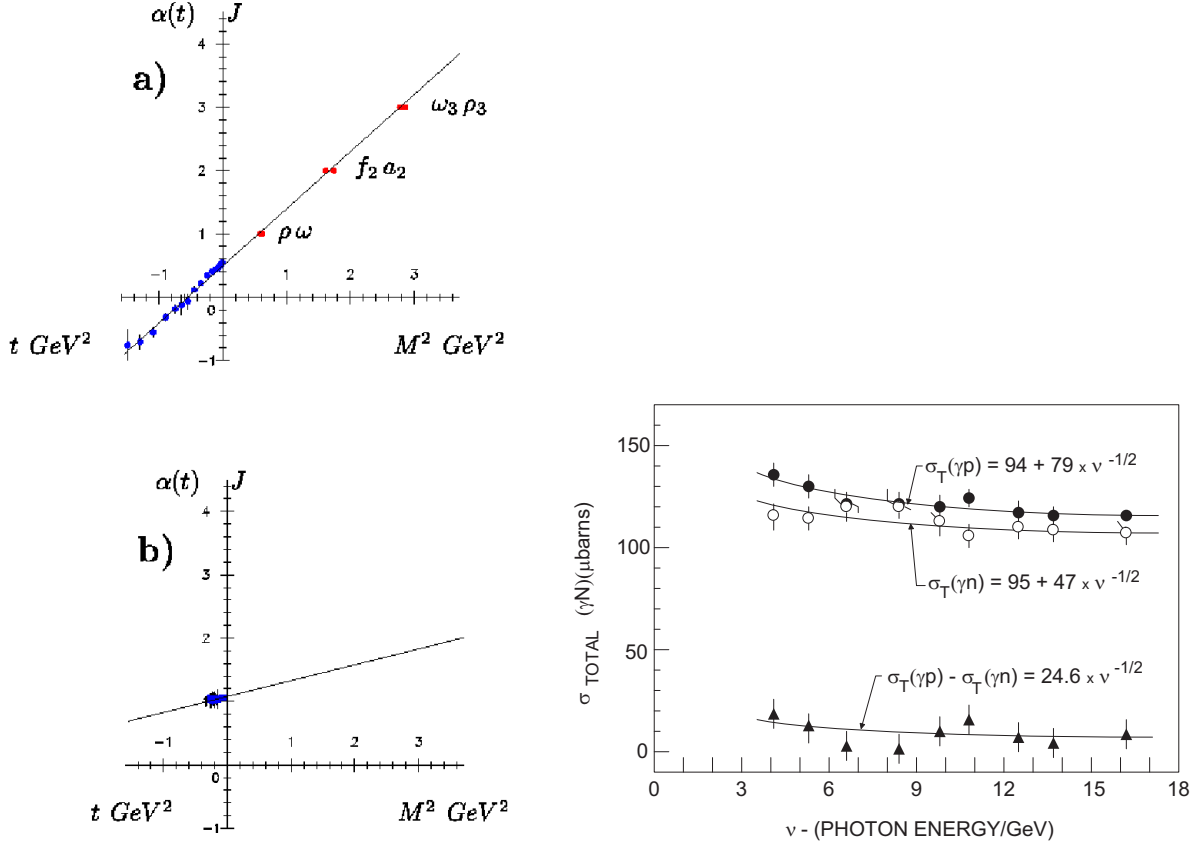 α(t) J
4
a)
3
ω₃ ρ₃
2
f₂ a₂
1
ρ ω
−1 1 2 3
0
t GeV² M² GeV²
−1
α(t) J
4
b)
3
2
1
−1 1 2 3
0
t GeV² M² GeV²
−1
σ TOTAL (γN)(μbarns)
150
σT(γp) = 94 + 79 x ν -1/2
100
σT(γn) = 95 + 47 x ν -1/2
50
σT(γp) - σT(γn) = 24.6 x ν -1/2
0
0 3 6 9 12 15 18
ν - (PHOTON ENERGY/GeV)